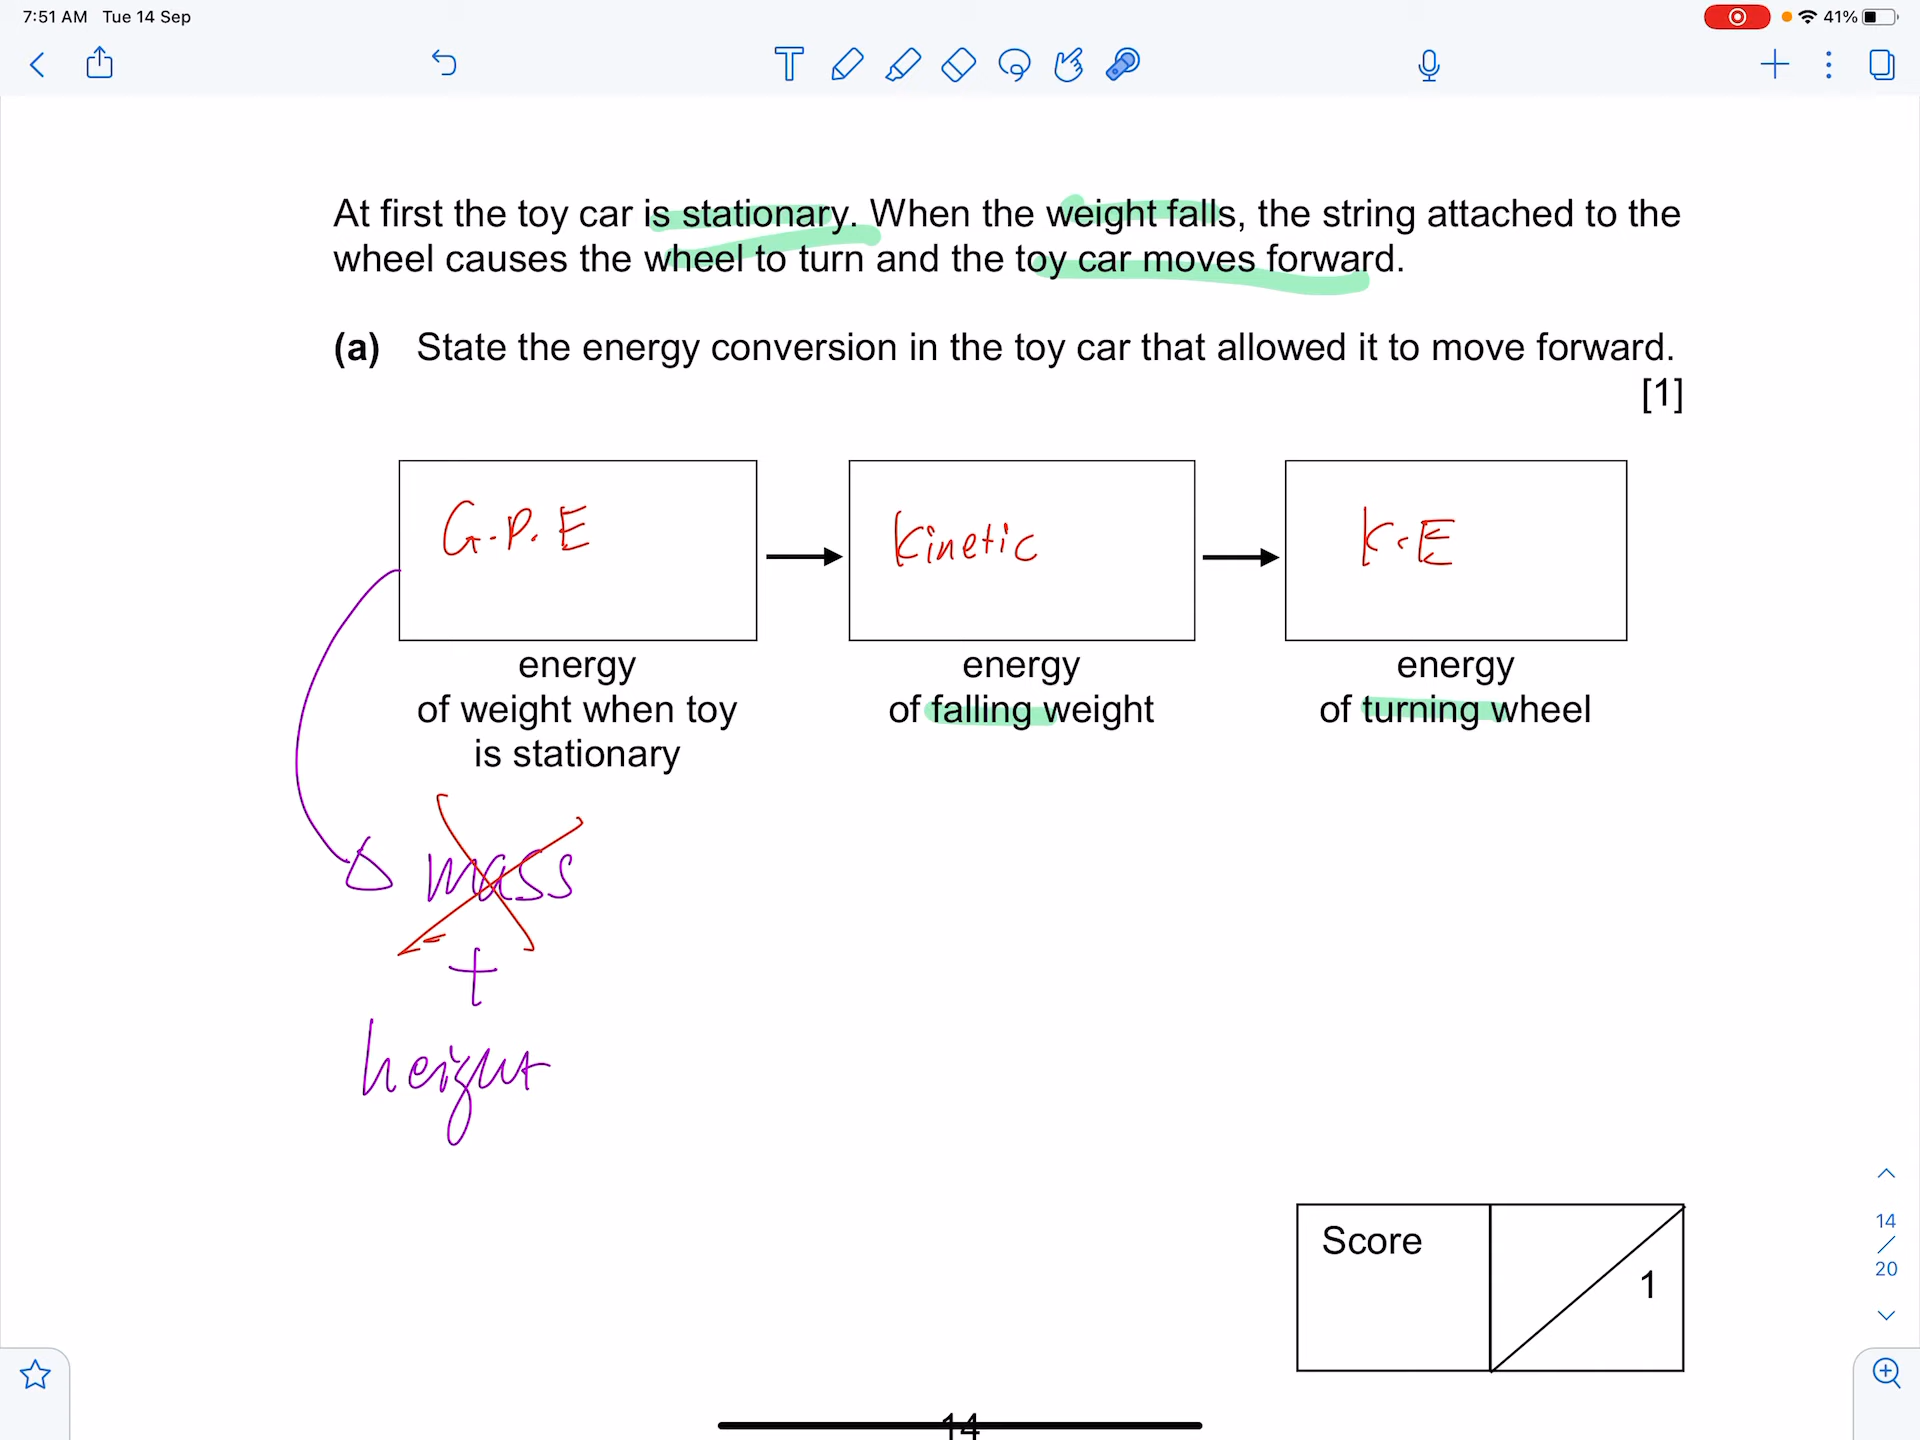 7:51 AM Tue 14 Sep
41%
At first the toy car is stationary. When the weight falls, the string attached to the
wheel causes the wheel to turn and the toy car moves forward.
(a) State the energy conversion in the toy car that allowed it to move forward.
[1]
G.P.E
Kinetic
K.E
energy
of weight when toy
is stationary
energy
of falling weight
energy
of turning wheel
mass
+
height
Score
1
14
/
20
14